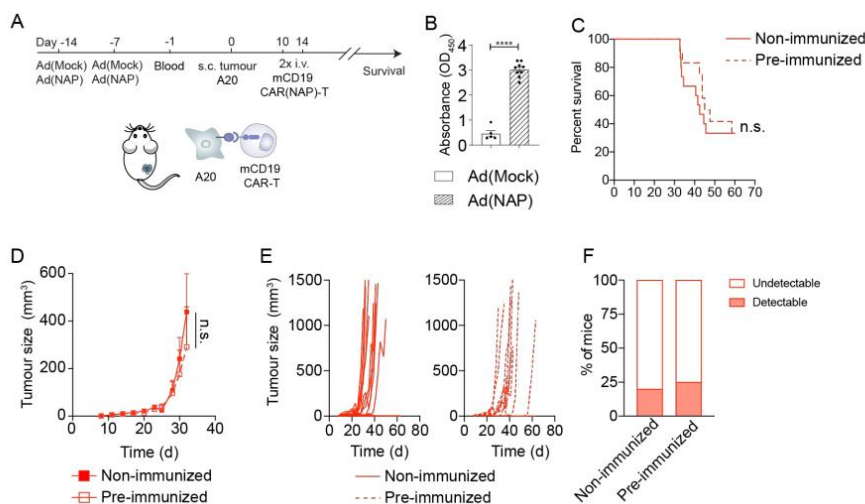 A
Day -14 -7 -1 0 10 14
Ad(Mock) Ad(Mock) Blood s.c. tumour 2x i.v. Survival
Ad(NAP) Ad(NAP) A20 mCD19
CAR(NAP)-T
A20 mCD19
CAR-T
B
Absorbance (OD450)
4
3
2
1
0
****
Ad(Mock)
Ad(NAP)
C
Percent survival
100
80
60
40
20
0
0 10 20 30 40 50 60 70
Non-immunized
Pre-immunized
n.s.
D
Tumour size (mm³)
600
400
200
0
0 10 20 30 40
Time (d)
n.s.
Non-immunized
Pre-immunized
E
Tumour size (mm³)
1500
1000
500
0
0 20 40 60 80
Time (d)
1500
1000
500
0
0 20 40 60 80
Time (d)
Non-immunized
Pre-immunized
F
% of mice
100
75
50
25
0
Non-immunized
Pre-immunized
Undetectable
Detectable